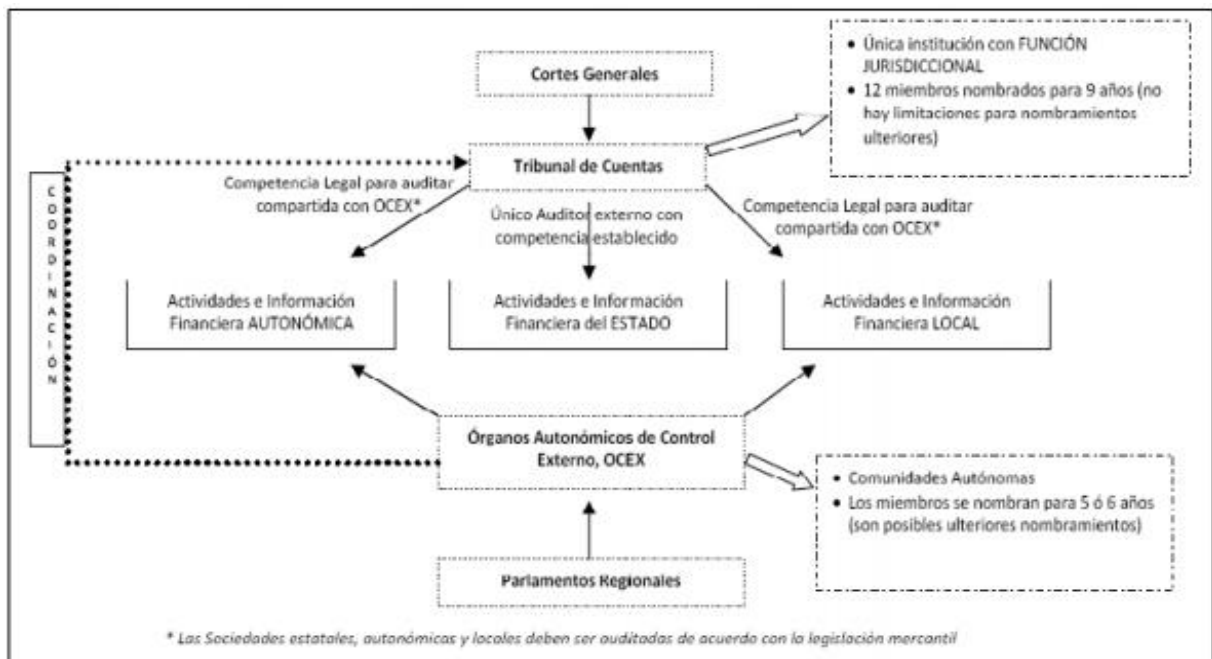 Cortes Generales
• Única institución con FUNCIÓN
JURISDICCIONAL
• 12 miembros nombrados para 9 años (no
hay limitaciones para nombramientos
ulteriores)
Tribunal de Cuentas
COORDINACIÓN
Competencia Legal para auditar
compartida con OCEX*
Único Auditor externo con
competencia establecido
Competencia Legal para auditar
compartida con OCEX*
Actividades e Información
Financiera AUTONÓMICA
Actividades e Información
Financiera del ESTADO
Actividades e Información
Financiera LOCAL
Órganos Autonómicos de Control
Externo, OCEX
• Comunidades Autónomas
• Los miembros se nombran para 5 ó 6 años
(son posibles ulteriores nombramientos)
Parlamentos Regionales
* Las Sociedades estatales, autonómicas y locales deben ser auditadas de acuerdo con la legislación mercantil